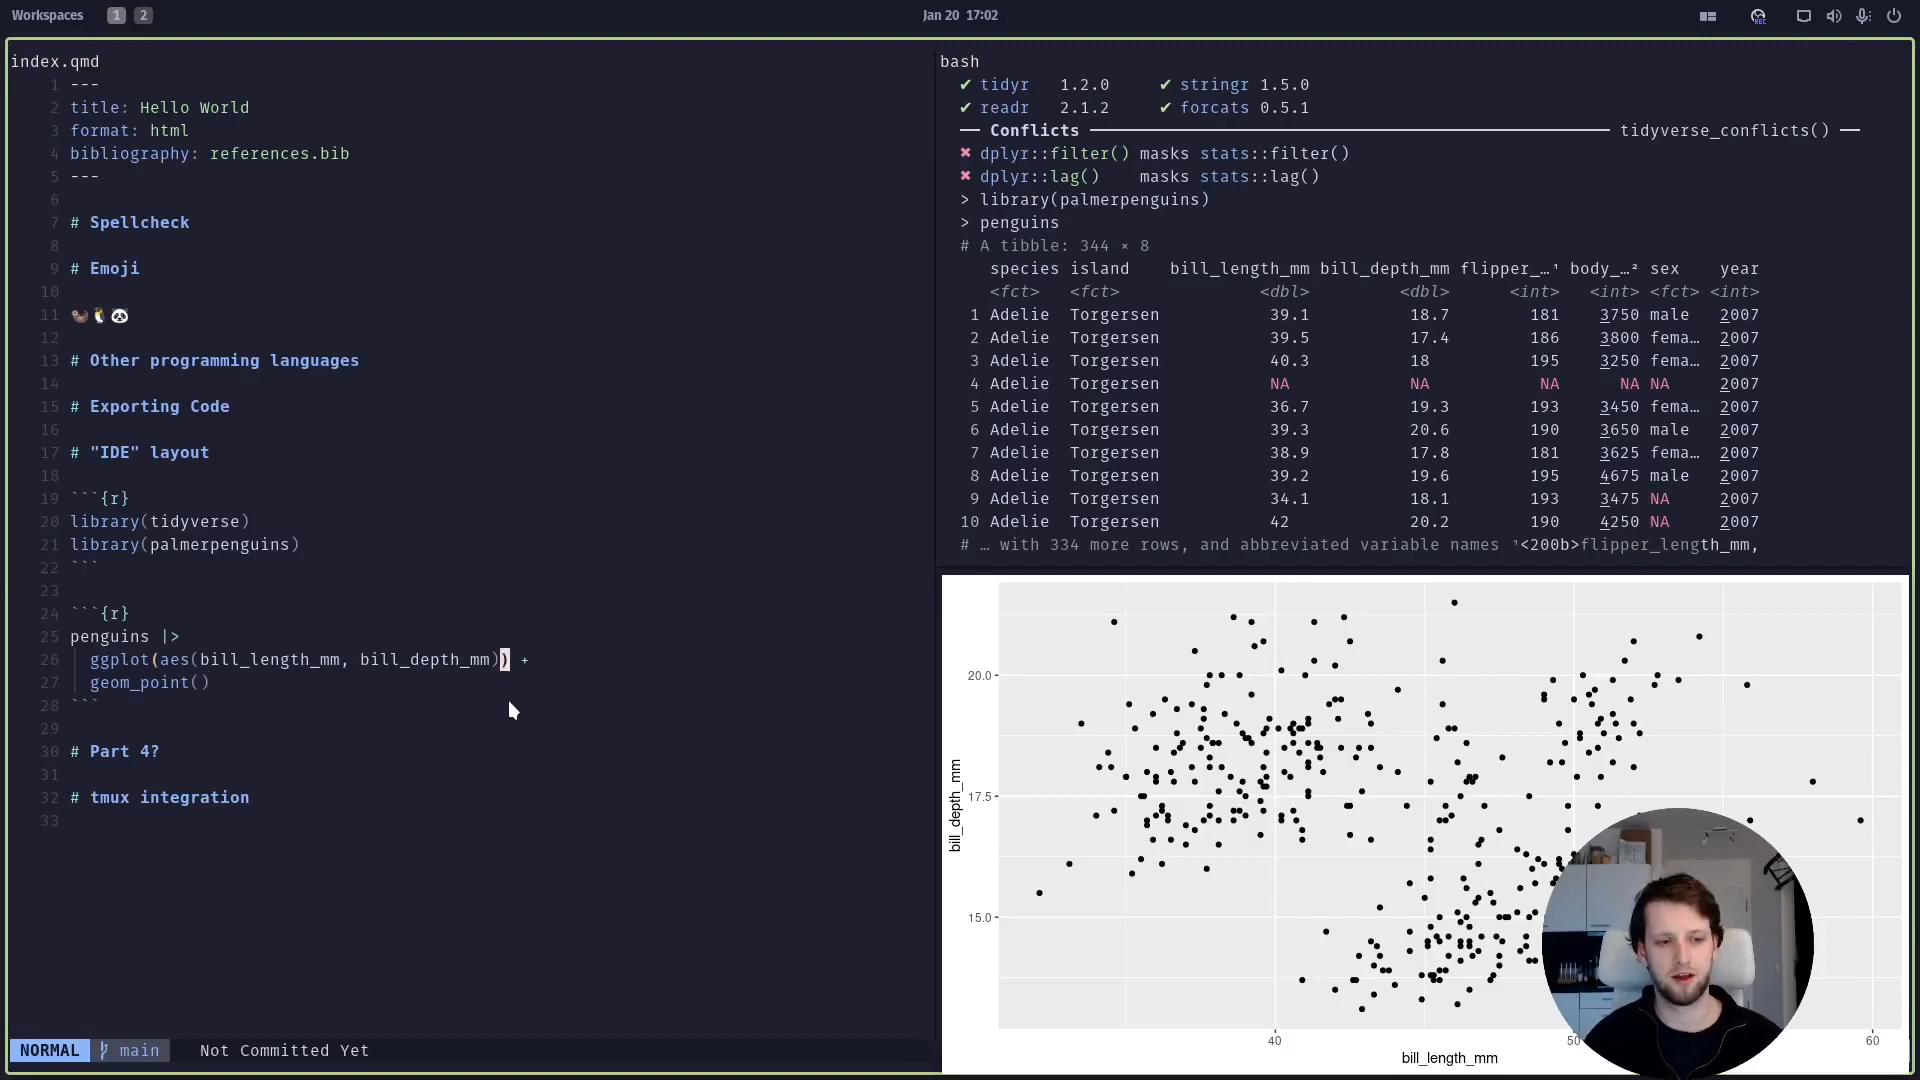 Workspaces 1 2 Jan 20 17:02
index.qmd
1 ---
2 title: Hello World
3 format: html
4 bibliography: references.bib
5 ---
6
7 # Spellcheck
8
9 # Emoji
10
11 🦦🐧🐼
12
13 # Other programming languages
14
15 # Exporting Code
16
17 # "IDE" layout
18
19 ```{r}
20 library(tidyverse)
21 library(palmerpenguins)
22 ```
23
24 ```{r}
25 penguins |>
26 ggplot(aes(bill_length_mm, bill_depth_mm)) +
27 geom_point()
28 ```
29
30 # Part 4?
31
32 # tmux integration
33
NORMAL main Not Committed Yet
bash
✔ tidyr 1.2.0 ✔ stringr 1.5.0
✔ readr 2.1.2 ✔ forcats 0.5.1
── Conflicts ── tidyverse_conflicts() ──
✖ dplyr::filter() masks stats::filter()
✖ dplyr::lag() masks stats::lag()
> library(palmerpenguins)
> penguins
# A tibble: 344 × 8
species island bill_length_mm bill_depth_mm flipper_…¹ body_…² sex year
<fct> <fct> <dbl> <dbl> <int> <int> <fct> <int>
1 Adelie Torgersen 39.1 18.7 181 3750 male 2007
2 Adelie Torgersen 39.5 17.4 186 3800 fema… 2007
3 Adelie Torgersen 40.3 18 195 3250 fema… 2007
4 Adelie Torgersen NA NA NA NA NA 2007
5 Adelie Torgersen 36.7 19.3 193 3450 fema… 2007
6 Adelie Torgersen 39.3 20.6 190 3650 male 2007
7 Adelie Torgersen 38.9 17.8 181 3625 fema… 2007
8 Adelie Torgersen 39.2 19.6 195 4675 male 2007
9 Adelie Torgersen 34.1 18.1 193 3475 NA 2007
10 Adelie Torgersen 42 20.2 190 4250 NA 2007
# … with 334 more rows, and abbreviated variable names ¹<200b>flipper_length_mm,
20.0
17.5
15.0
bill_depth_mm
40 50 60
bill_length_mm